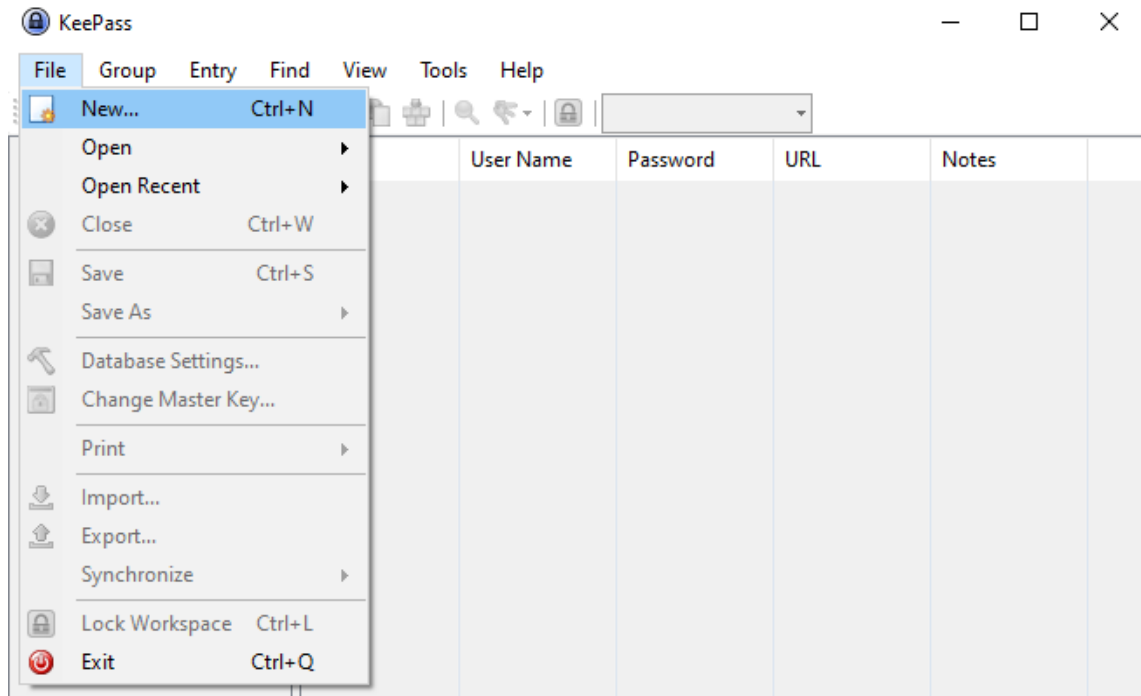 KeePass
File Group Entry Find View Tools Help
New... Ctrl+N
Open
User Name Password URL Notes
Open Recent
Close Ctrl+W
Save Ctrl+S
Save As
Database Settings...
Change Master Key...
Print
Import...
Export...
Synchronize
Lock Workspace Ctrl+L
Exit Ctrl+Q